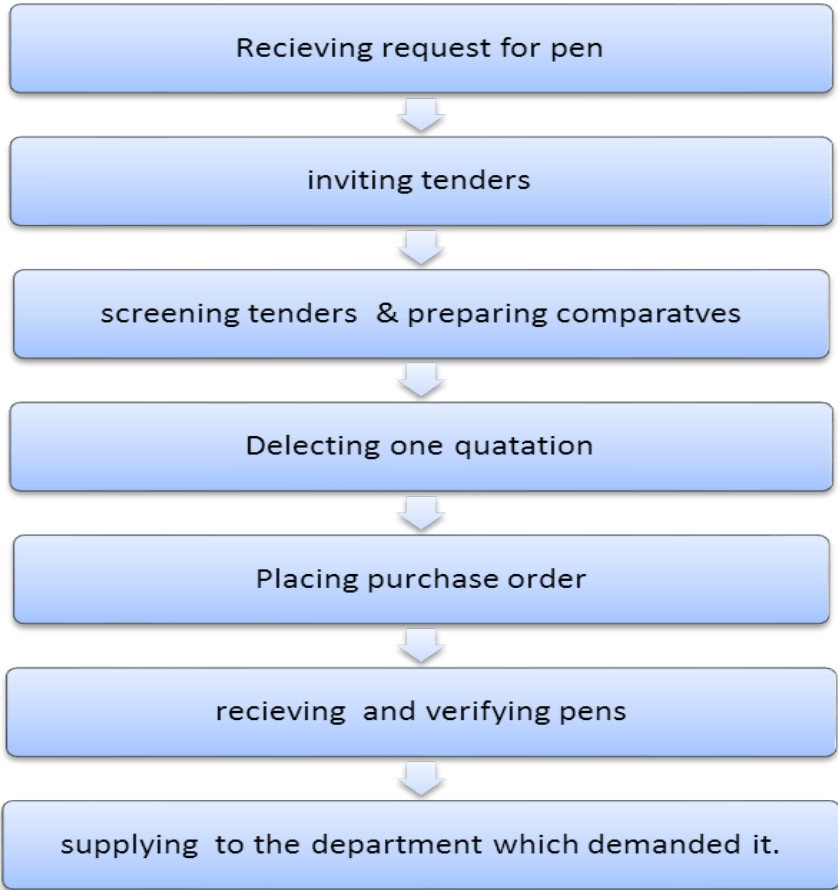 Recieving request for pen
inviting tenders
screening tenders & preparing comparatves
Delecting one quatation
Placing purchase order
recieving and verifying pens
supplying to the department which demanded it.